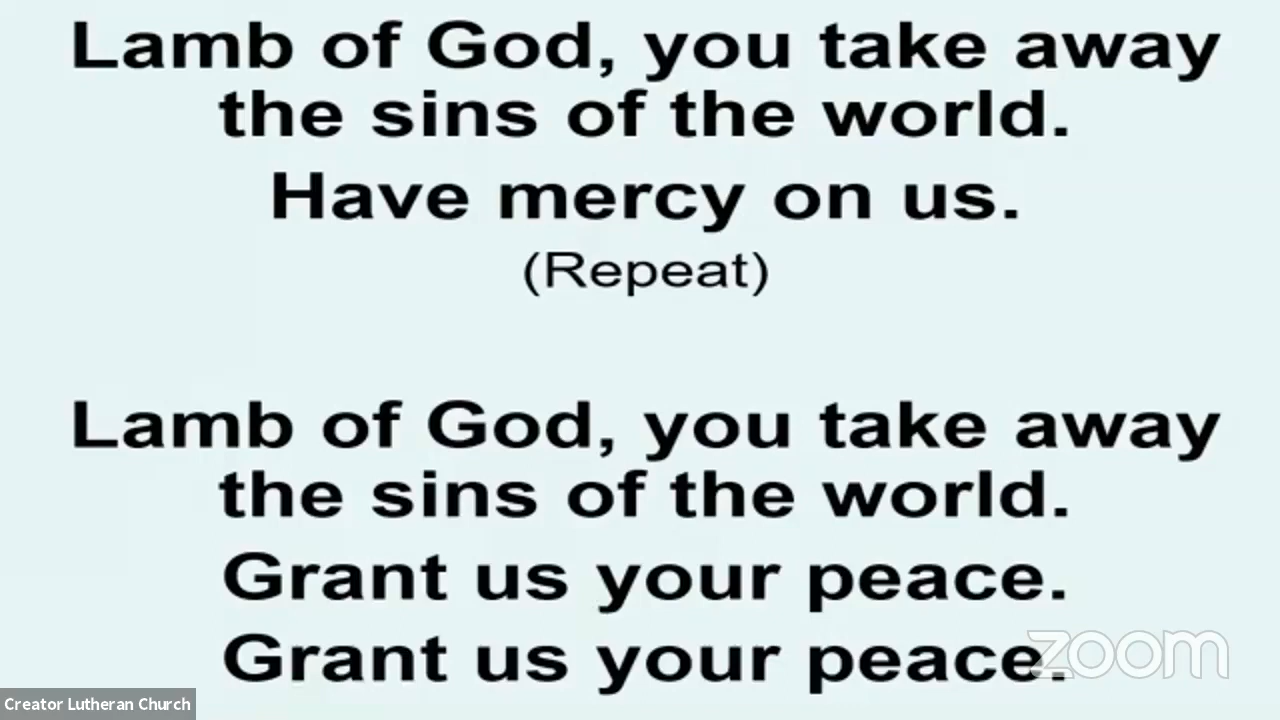 Lamb of God, you take away
the sins of the world.
Have mercy on us.
(Repeat)
Lamb of God, you take away
the sins of the world.
Grant us your peace.
Grant us your peace.
zoom
Creator Lutheran Church